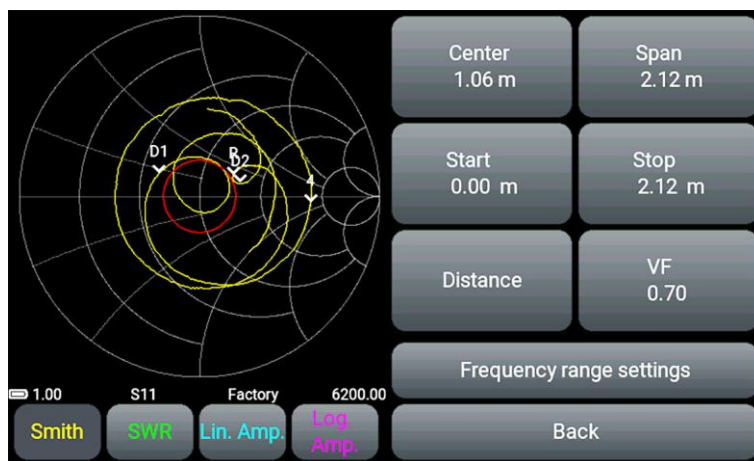 D1
R
D2
4
1.00 S11 Factory 6200.00
Smith SWR Lin. Amp. Log.
Amp.
Center
1.06 m
Span
2.12 m
Start
0.00 m
Stop
2.12 m
Distance
VF
0.70
Frequency range settings
Back